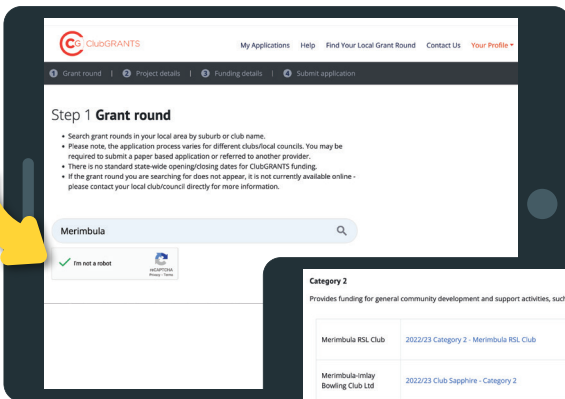 CG ClubGRANTS
My Applications Help Find Your Local Grant Round Contact Us Your Profile
1 Grant round | 2 Project details | 3 Funding details | 4 Submit application
Step 1 Grant round
• Search grant rounds in your local area by suburb or club name.
• Please note, the application process varies for different clubs/local councils. You may be
required to submit a paper based application or referred to another provider.
• There is no standard state-wide opening/closing dates for ClubGRANTS funding.
• If the grant round you are searching for does not appear, it is not currently available online -
please contact your local club/council directly for more information.
Merimbula
I'm not a robot
reCAPTCHA
Privacy - Terms
Category 2
Provides funding for general community development and support activities, such
Merimbula RSL Club 2022/23 Category 2 - Merimbula RSL Club
Merimbula-Imlay
Bowling Club Ltd 2022/23 Club Sapphire - Category 2